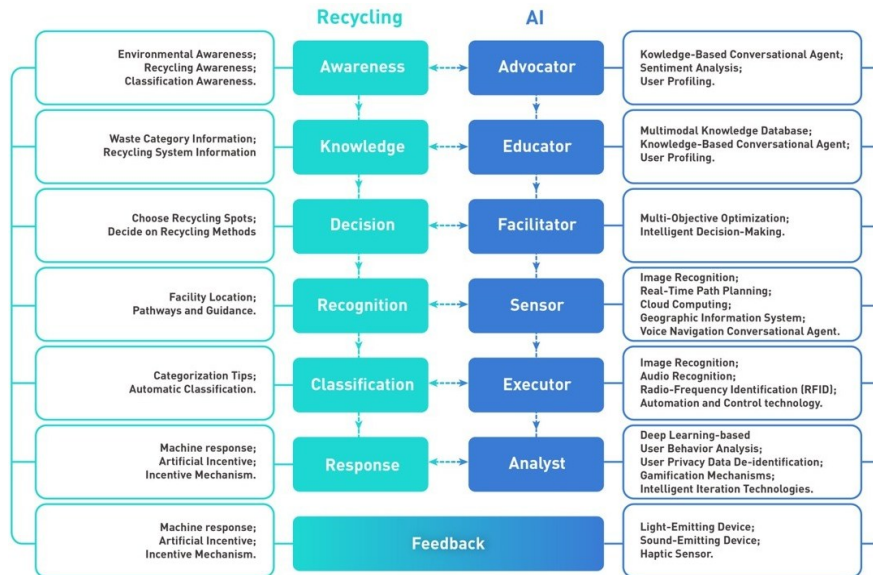 Recycling AI
Environmental Awareness;
Recycling Awareness;
Classification Awareness.
Awareness
Advocator
Kowledge-Based Conversational Agent;
Sentiment Analysis;
User Profiling.
Waste Category Information;
Recycling System Information
Knowledge
Educator
Multimodal Knowledge Database;
Knowledge-Based Conversational Agent;
User Profiling.
Choose Recycling Spots;
Decide on Recycling Methods
Decision
Facilitator
Multi-Objective Optimization;
Intelligent Decision-Making.
Facility Location;
Pathways and Guidance.
Recognition
Sensor
Image Recognition;
Real-Time Path Planning;
Cloud Computing;
Geographic Information System;
Voice Navigation Conversational Agent.
Categorization Tips;
Automatic Classification.
Classification
Executor
Image Recognition;
Audio Recognition;
Radio-Frequency Identification (RFID);
Automation and Control technology.
Machine response;
Artificial Incentive;
Incentive Mechanism.
Response
Analyst
Deep Learning-based
User Behavior Analysis;
User Privacy Data De-identification;
Gamification Mechanisms;
Intelligent Iteration Technologies.
Machine response;
Artificial Incentive;
Incentive Mechanism.
Feedback
Light-Emitting Device;
Sound-Emitting Device;
Haptic Sensor.